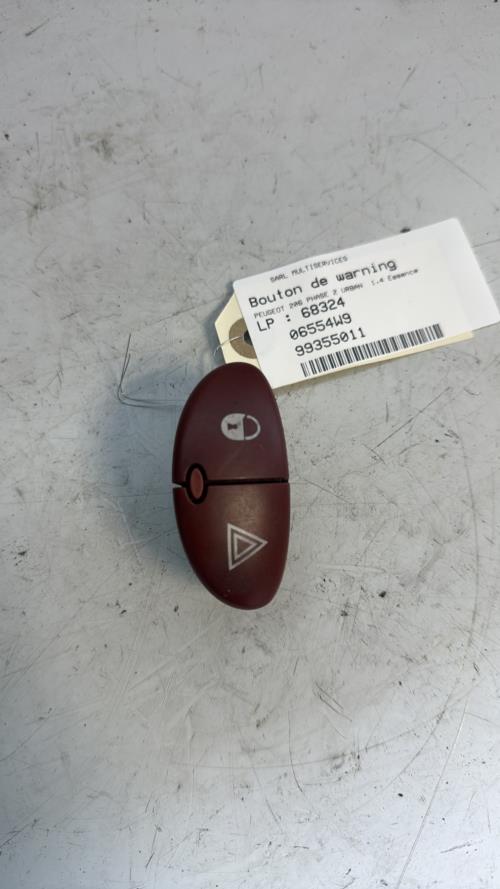 SARL MULTISERVICES
Bouton de warning
PEUGEOT 206 PHASE 2 URBAN 1.4 Essence
LP : 68324
06554W9
99355011